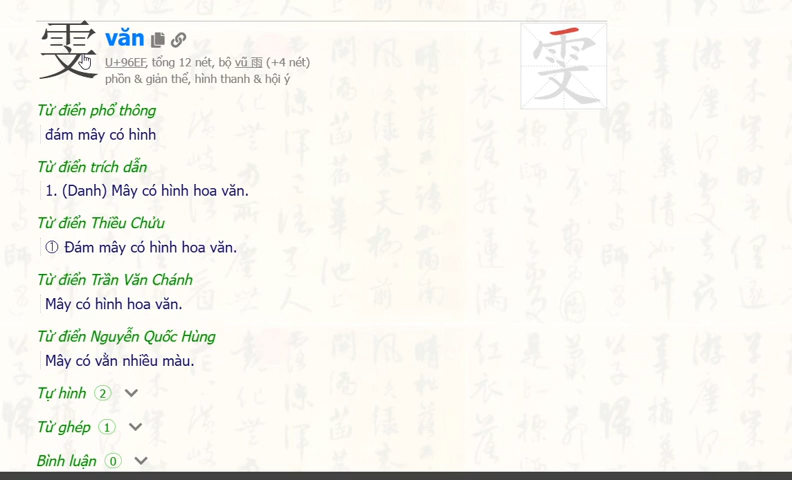 雯 văn
U+96EF, tổng 12 nét, bộ vũ 雨 (+4 nét)
phồn & giản thể, hình thanh & hội ý
雯
Từ điển phổ thông
đám mây có hình
Từ điển trích dẫn
1. (Danh) Mây có hình hoa văn.
Từ điển Thiều Chửu
① Đám mây có hình hoa văn.
Từ điển Trần Văn Chánh
Mây có hình hoa văn.
Từ điển Nguyễn Quốc Hùng
Mây có vằn nhiều màu.
Tự hình 2
Từ ghép 1
Bình luận 0